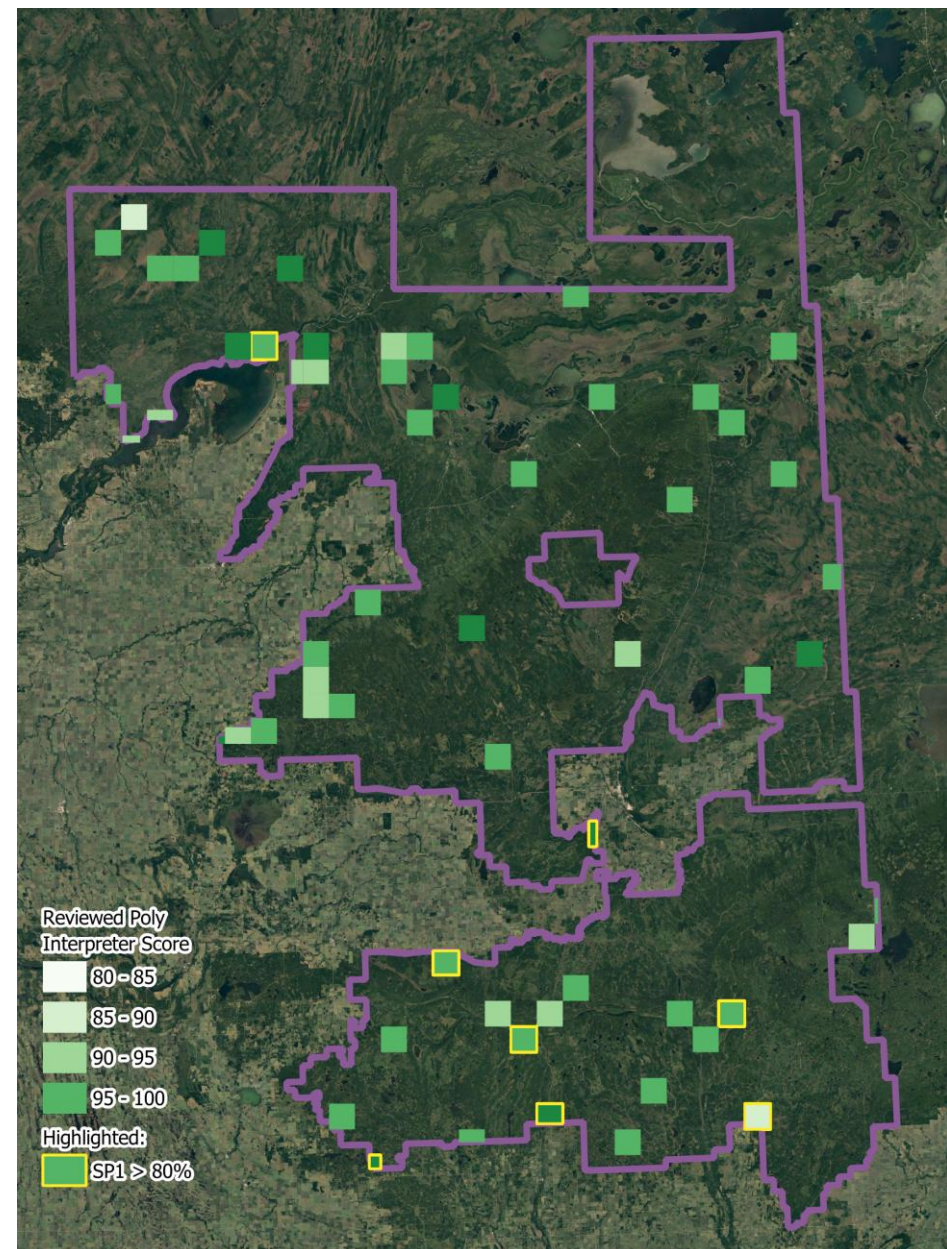 Reviewed Poly
Interpreter Score
80 - 85
85 - 90
90 - 95
95 - 100
Highlighted:
SP1 > 80%